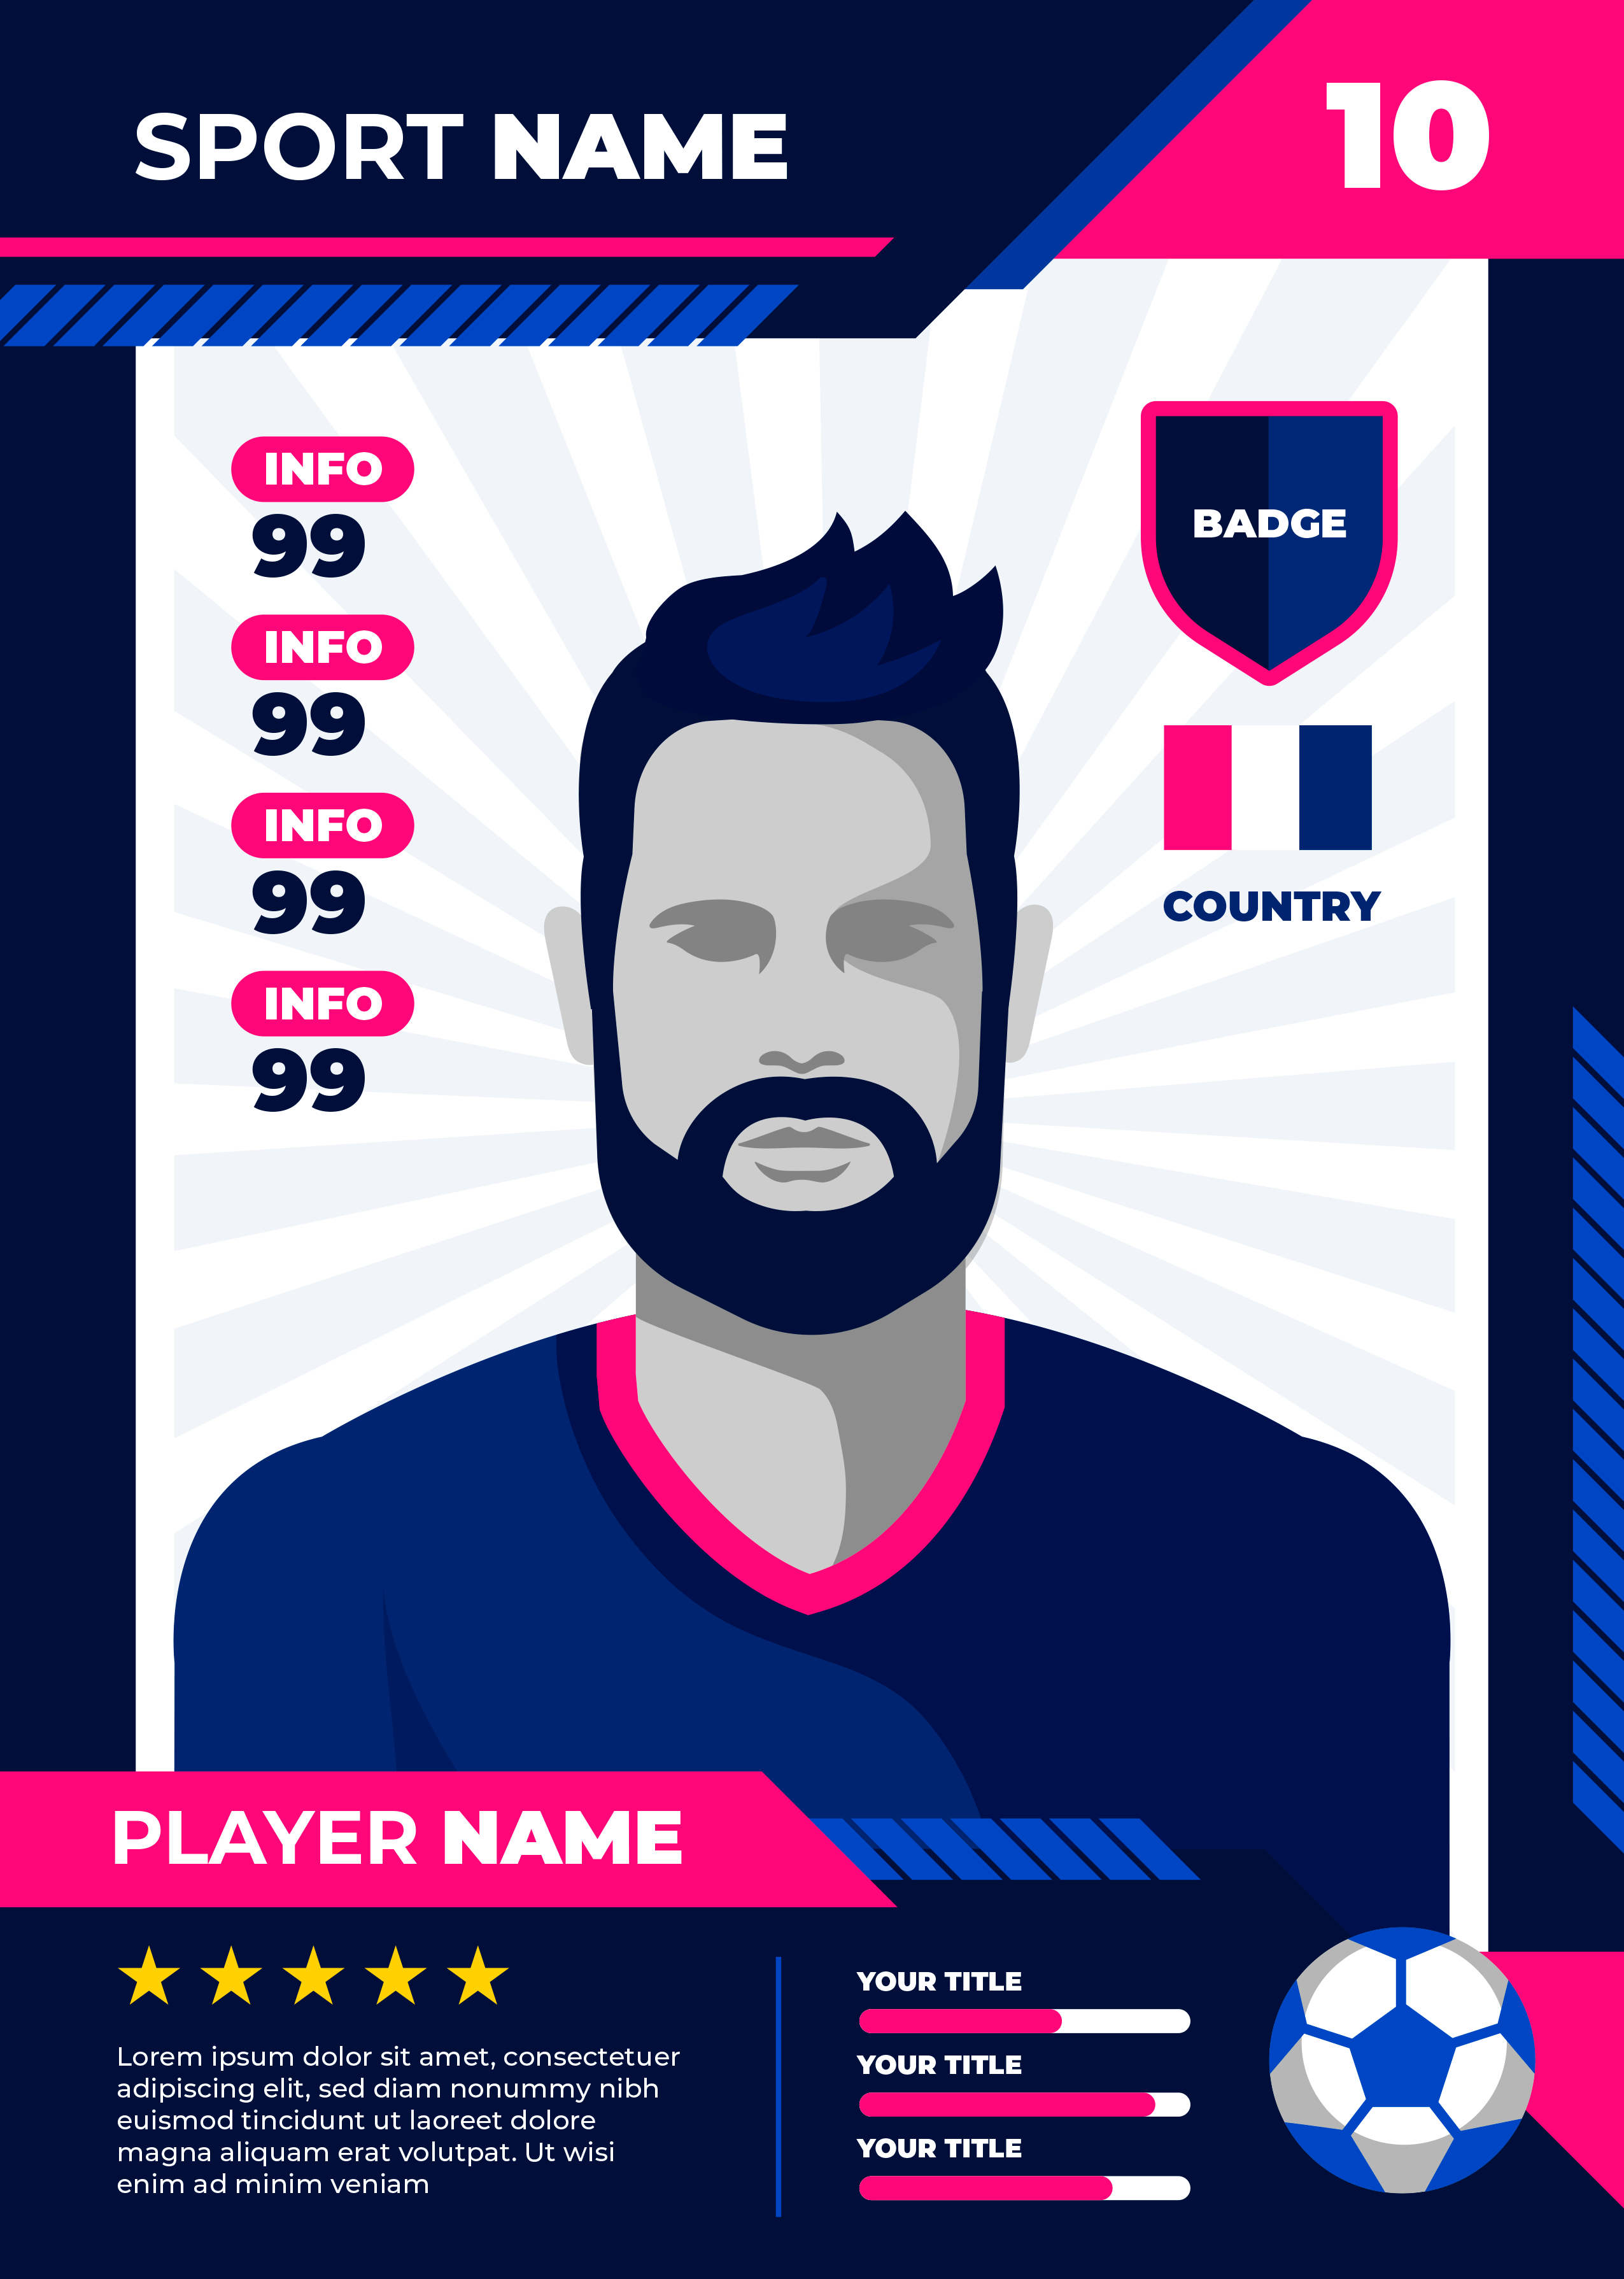 SPORT NAME
10
INFO
99
INFO
99
INFO
99
INFO
99
BADGE
COUNTRY
PLAYER NAME
Lorem ipsum dolor sit amet, consectetuer
adipiscing elit, sed diam nonummy nibh
euismod tincidunt ut laoreet dolore
magna aliquam erat volutpat. Ut wisi
enim ad minim veniam
YOUR TITLE
YOUR TITLE
YOUR TITLE